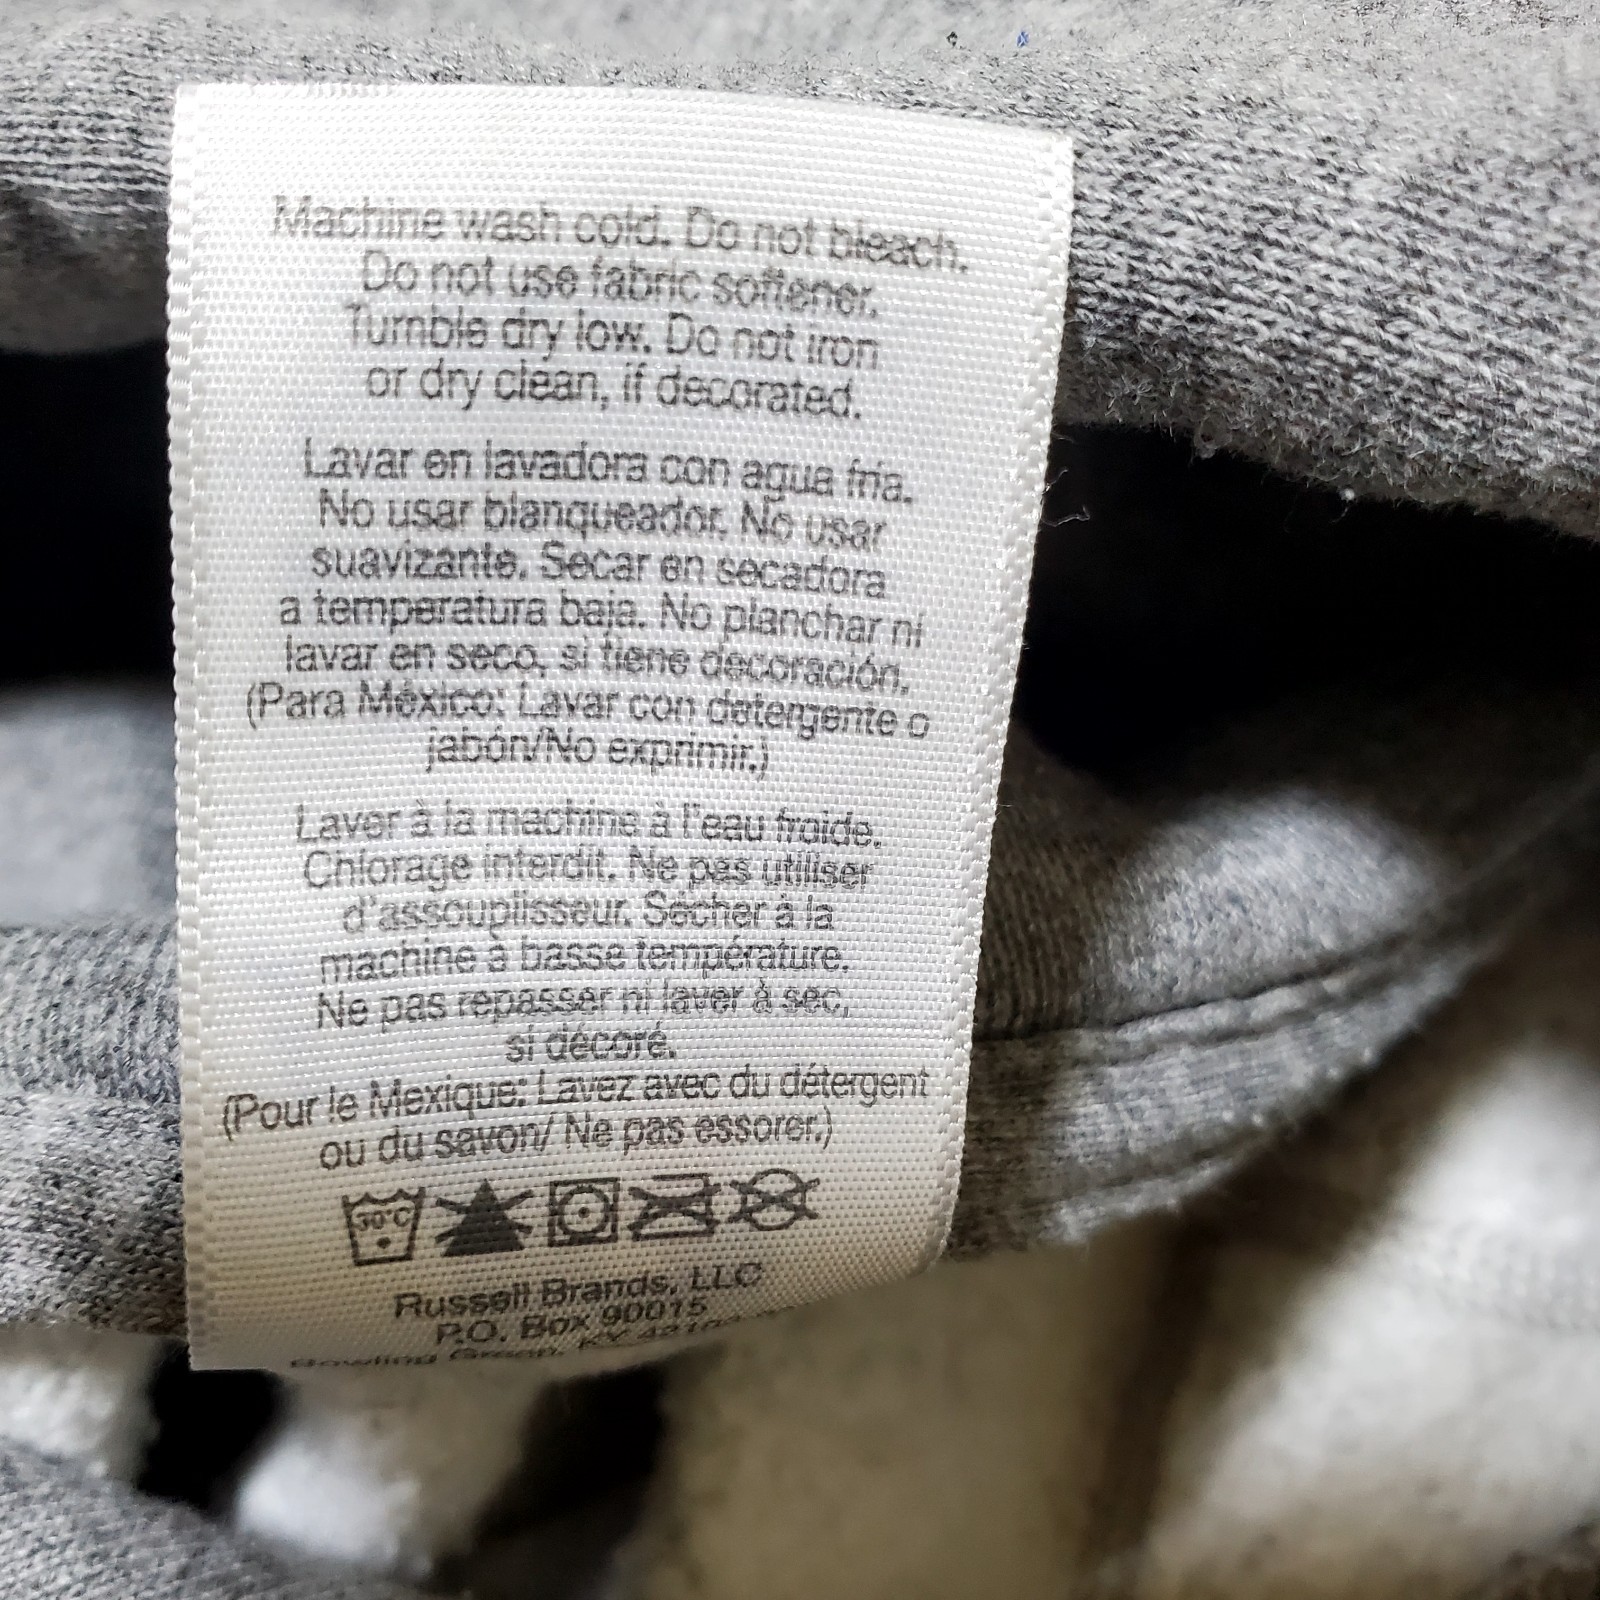 Machine wash cold. Do not bleach.
Do not use fabric softener.
Tumble dry low. Do not iron
or dry clean, if decorated.
Lavar en lavadora con agua fría.
No usar blanqueador. No usar
suavizante. Secar en secadora
a temperatura baja. No planchar ni
lavar en seco, si tiene decoración.
(Para México: Lavar con detergente o
jabón/No exprimir.)
Laver à la machine à l'eau froide.
Chlorage interdit. Ne pas utiliser
d'assouplisseur. Sécher à la
machine à basse température.
Ne pas repasser ni laver à sec,
si décoré.
(Pour le Mexique: Lavez avec du détergent
ou du savon/ Ne pas essorer.)
30°C
Russell Brands, LLC
P.O. Box 90015
Bowling Green, KY